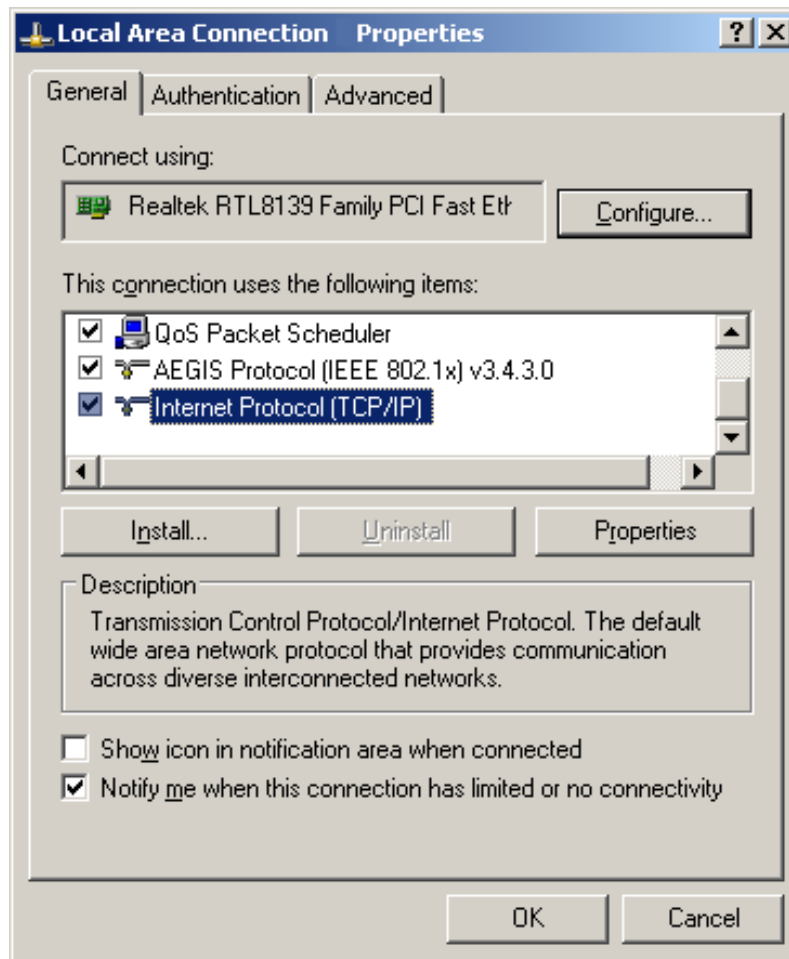 Local Area Connection Properties
General Authentication Advanced
Connect using:
Realtek RTL8139 Family PCI Fast Eth
Configure...
This connection uses the following items:
QoS Packet Scheduler
AEGIS Protocol (IEEE 802.1x) v3.4.3.0
Internet Protocol (TCP/IP)
Install... Uninstall Properties
Description
Transmission Control Protocol/Internet Protocol. The default
wide area network protocol that provides communication
across diverse interconnected networks.
Show icon in notification area when connected
Notify me when this connection has limited or no connectivity
OK Cancel